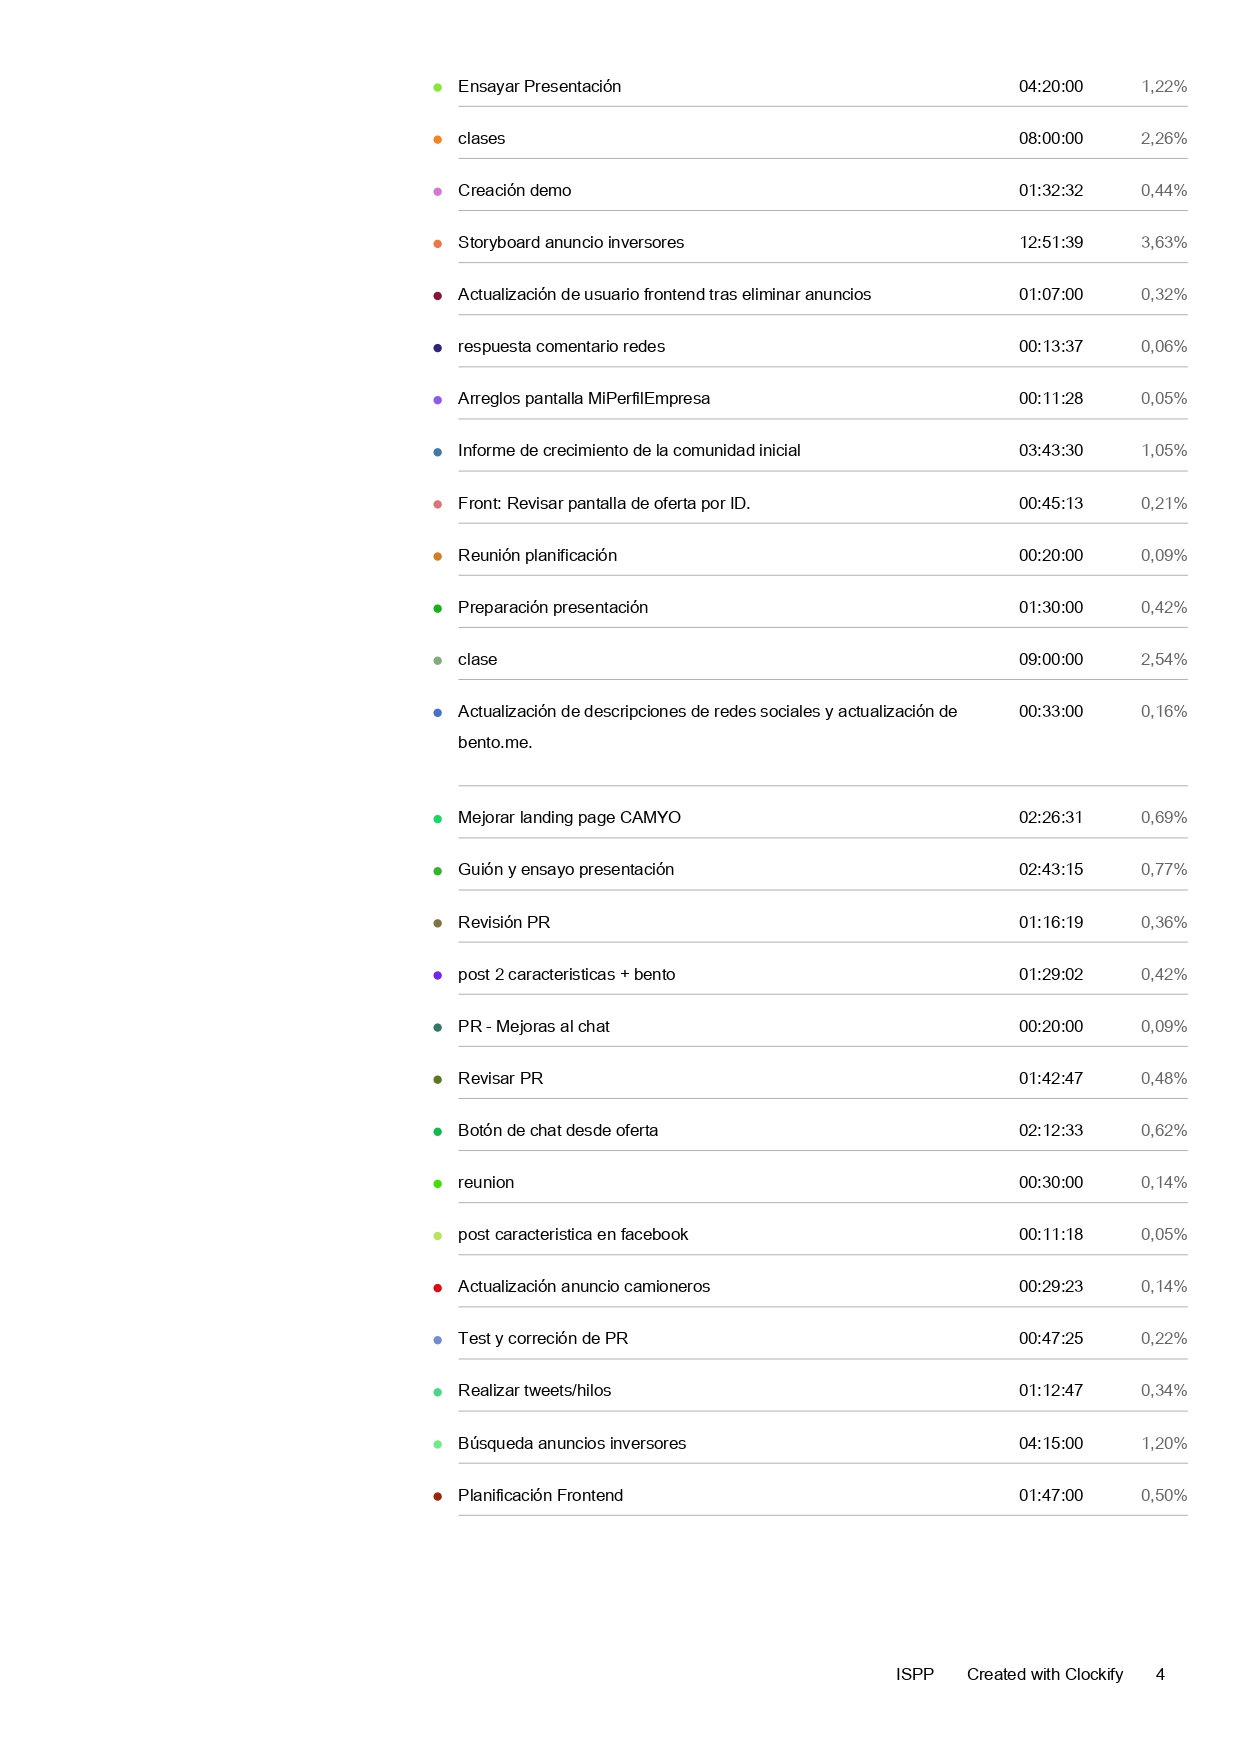 Ensayar Presentación 04:20:00 1,22%
clases 08:00:00 2,26%
Creación demo 01:32:32 0,44%
Storyboard anuncio inversores 12:51:39 3,63%
Actualización de usuario frontend tras eliminar anuncios 01:07:00 0,32%
respuesta comentario redes 00:13:37 0,06%
Arreglos pantalla MiPerfilEmpresa 00:11:28 0,05%
Informe de crecimiento de la comunidad inicial 03:43:30 1,05%
Front: Revisar pantalla de oferta por ID. 00:45:13 0,21%
Reunión planificación 00:20:00 0,09%
Preparación presentación 01:30:00 0,42%
clase 09:00:00 2,54%
Actualización de descripciones de redes sociales y actualización de 00:33:00 0,16%
bento.me.
Mejorar landing page CAMYO 02:26:31 0,69%
Guión y ensayo presentación 02:43:15 0,77%
Revisión PR 01:16:19 0,36%
post 2 caracteristicas + bento 01:29:02 0,42%
PR - Mejoras al chat 00:20:00 0,09%
Revisar PR 01:42:47 0,48%
Botón de chat desde oferta 02:12:33 0,62%
reunion 00:30:00 0,14%
post caracteristica en facebook 00:11:18 0,05%
Actualización anuncio camioneros 00:29:23 0,14%
Test y correción de PR 00:47:25 0,22%
Realizar tweets/hilos 01:12:47 0,34%
Búsqueda anuncios inversores 04:15:00 1,20%
Planificación Frontend 01:47:00 0,50%
ISPP Created with Clockify 4